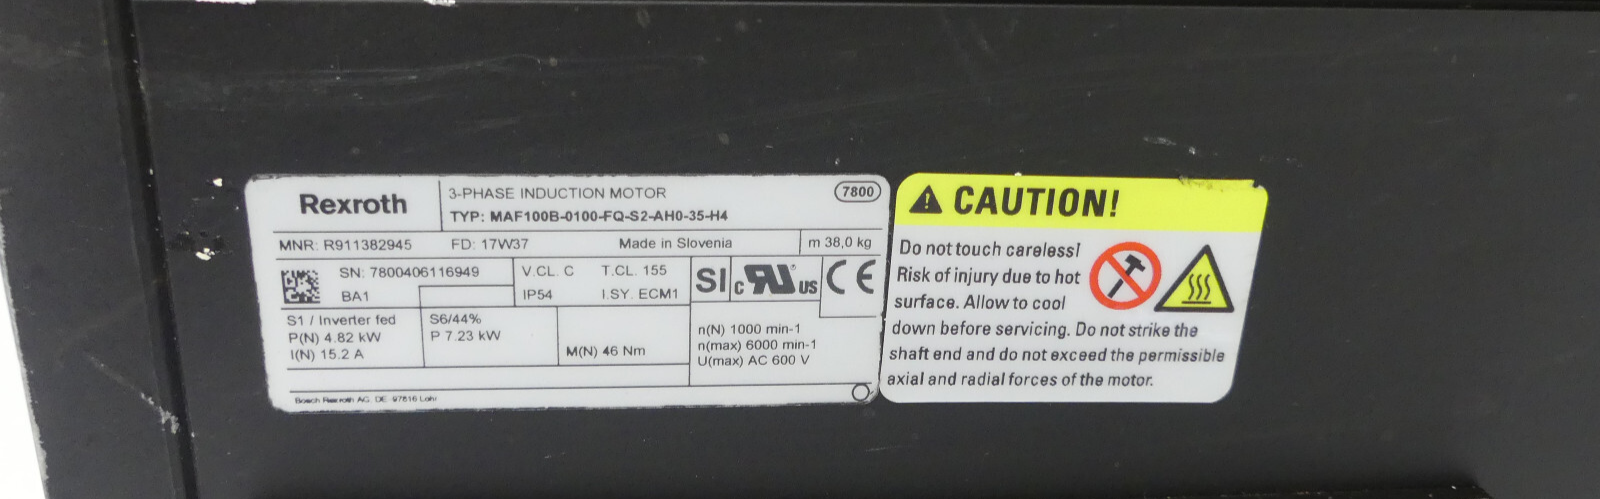 Rexroth
3-PHASE INDUCTION MOTOR
7800
TYP: MAF100B-0100-FQ-S2-AH0-35-H4
MNR: R911382945 FD: 17W37 Made in Slovenia m 38,0 kg
SN: 7800406116949
BA1
V.CL. C T.CL. 155
IP54 I.SY. ECM1
SI c RU US CE
S1 / Inverter fed
P(N) 4.82 kW
I(N) 15.2 A
S6/44%
P 7.23 kW
M(N) 46 Nm
n(N) 1000 min-1
n(max) 6000 min-1
U(max) AC 600 V
Bosch Rexroth AG, DE-97816 Lohr
CAUTION!
Do not touch careless!
Risk of injury due to hot
surface. Allow to cool
down before servicing. Do not strike the
shaft end and do not exceed the permissible
axial and radial forces of the motor.